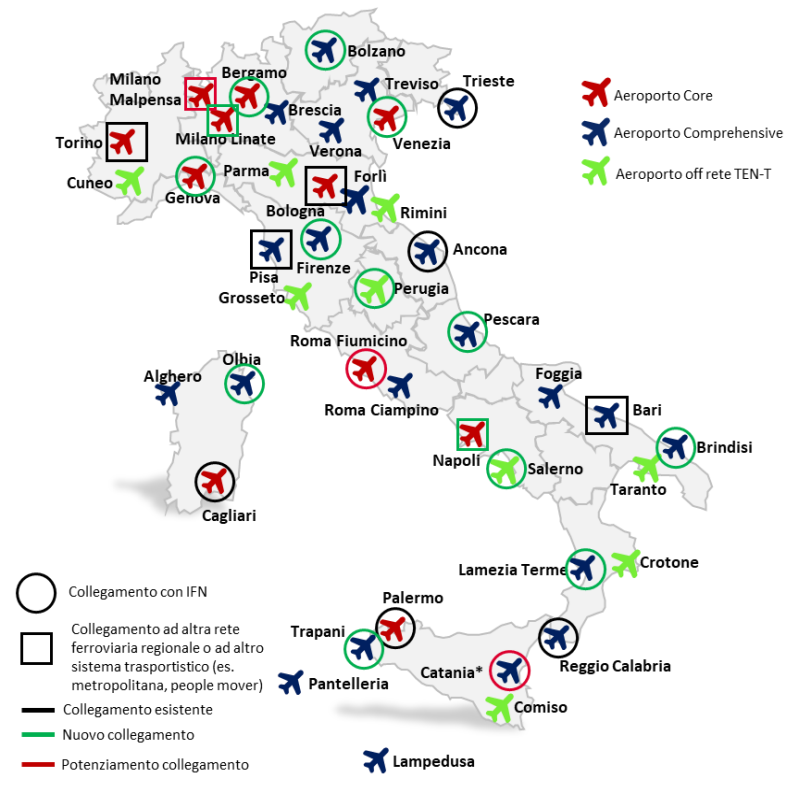 Bolzano
Milano
Malpensa
Bergamo
Treviso
Trieste
Brescia
Milano Linate
Verona
Venezia
Torino
Cuneo
Genova
Parma
Forlì
Bologna
Rimini
Pisa
Firenze
Ancona
Grosseto
Perugia
Pescara
Roma Fiumicino
Roma Ciampino
Foggia
Bari
Olbia
Alghero
Napoli
Salerno
Brindisi
Taranto
Cagliari
Lamezia Terme
Crotone
Palermo
Trapani
Catania*
Reggio Calabria
Pantelleria
Comiso
Lampedusa
Aeroporto Core
Aeroporto Comprehensive
Aeroporto off rete TEN-T
Collegamento con IFN
Collegamento ad altra rete
ferroviaria regionale o ad altro
sistema trasportistico (es.
metropolitana, people mover)
Collegamento esistente
Nuovo collegamento
Potenziamento collegamento